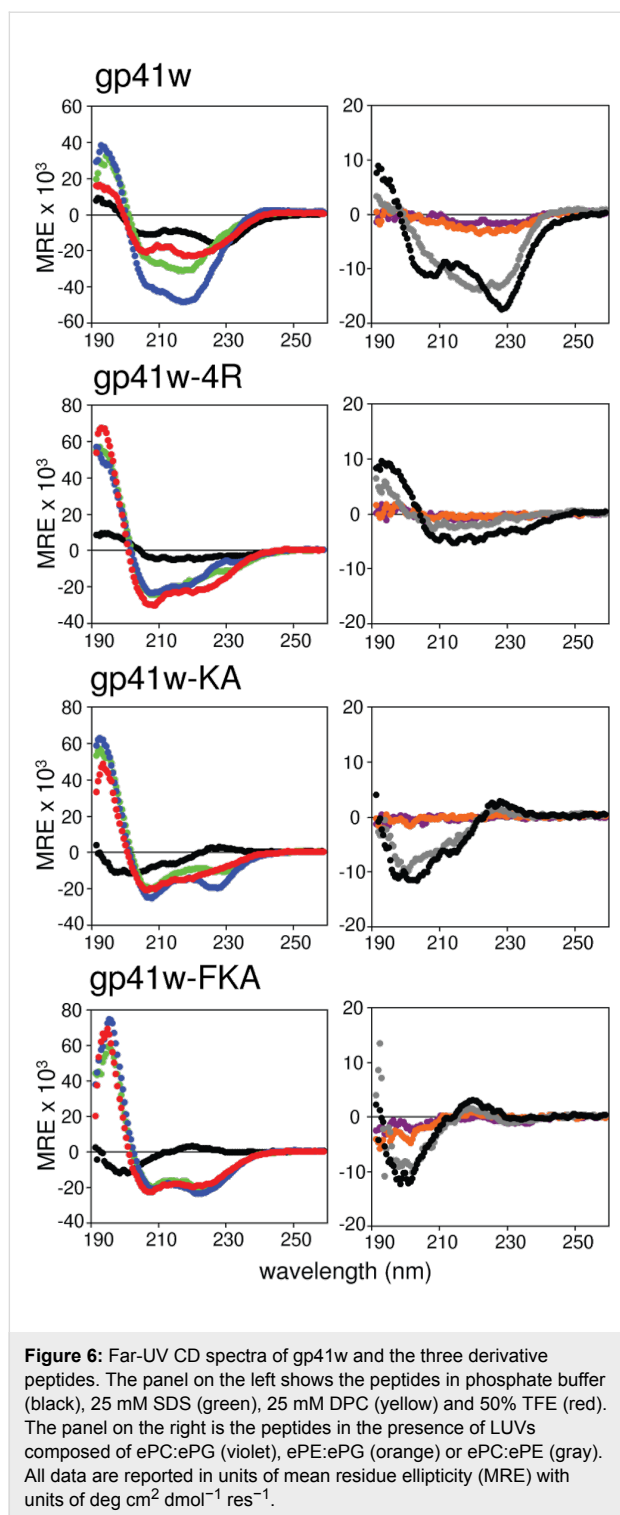 gp41w
60
40
20
0
-20
-40
-60
MRE x 10³
190 210 230 250
20
10
0
-10
-20
190 210 230 250
gp41w-4R
80
60
40
20
0
-20
-40
MRE x 10³
190 210 230 250
20
10
0
-10
-20
190 210 230 250
gp41w-KA
80
60
40
20
0
-20
-40
MRE x 10³
190 210 230 250
20
10
0
-10
-20
190 210 230 250
gp41w-FKA
80
60
40
20
0
-20
-40
MRE x 10³
190 210 230 250
20
10
0
-10
-20
190 210 230 250
wavelength (nm)
Figure 6: Far-UV CD spectra of gp41w and the three derivative
peptides. The panel on the left shows the peptides in phosphate buffer
(black), 25 mM SDS (green), 25 mM DPC (yellow) and 50% TFE (red).
The panel on the right is the peptides in the presence of LUVs
composed of ePC:ePG (violet), ePE:ePG (orange) or ePC:ePE (gray).
All data are reported in units of mean residue ellipticity (MRE) with
units of deg cm² dmol⁻¹ res⁻¹.